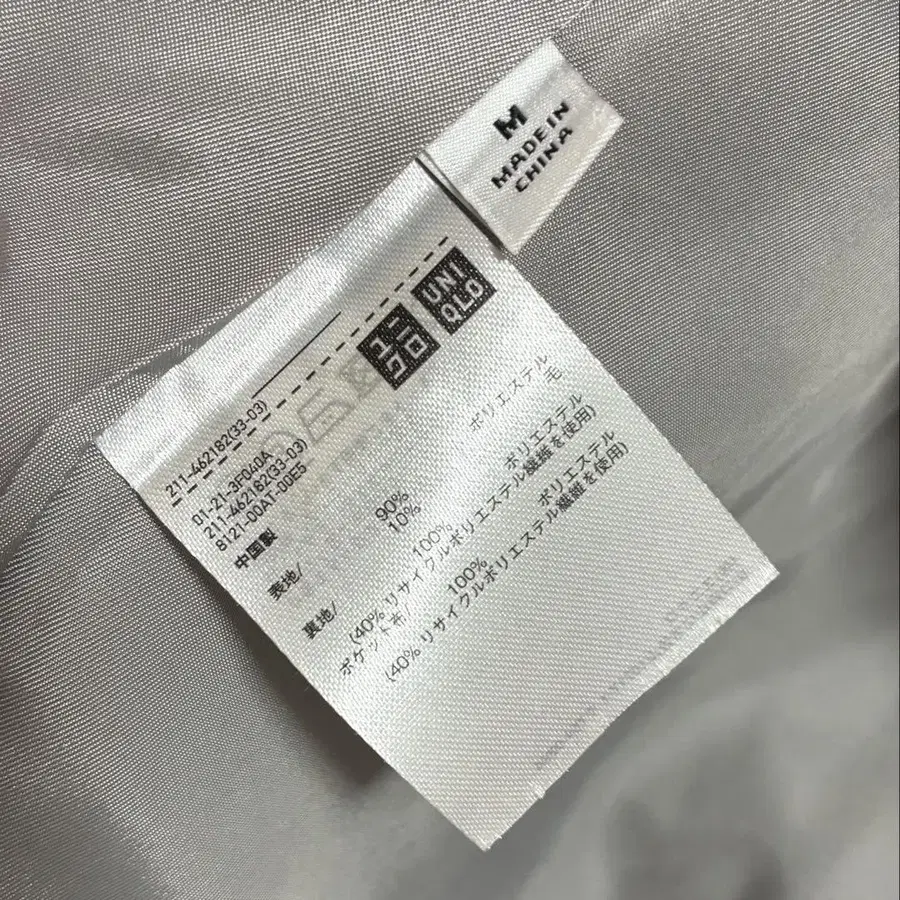 M
MADE IN
CHINA
ユニ
クロ
UNI
QLO
211-462182(33-03)
01-21-3F040A
211-462182(33-03)
8121-00AT-00E5
中国製
表地/ 90% ポリエステル
10% 毛
裏地/ 100% ポリエステル
(40% リサイクルポリエステル繊維を使用)
ポケット布/ 100% ポリエステル
(40% リサイクルポリエステル繊維を使用)